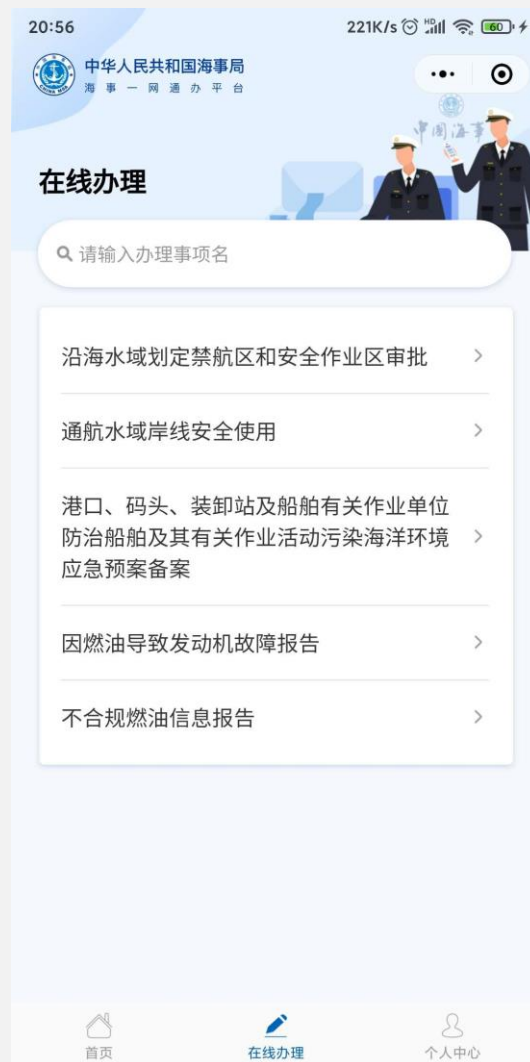 20:56
221K/s HD 60
中华人民共和国海事局
海事一网通办平台
CHINA MSA
中国海事
在线办理
请输入办理事项名
沿海水域划定禁航区和安全作业区审批
通航水域岸线安全使用
港口、码头、装卸站及船舶有关作业单位
防治船舶及其有关作业活动污染海洋环境
应急预案备案
因燃油导致发动机故障报告
不合规燃油信息报告
首页
在线办理
个人中心